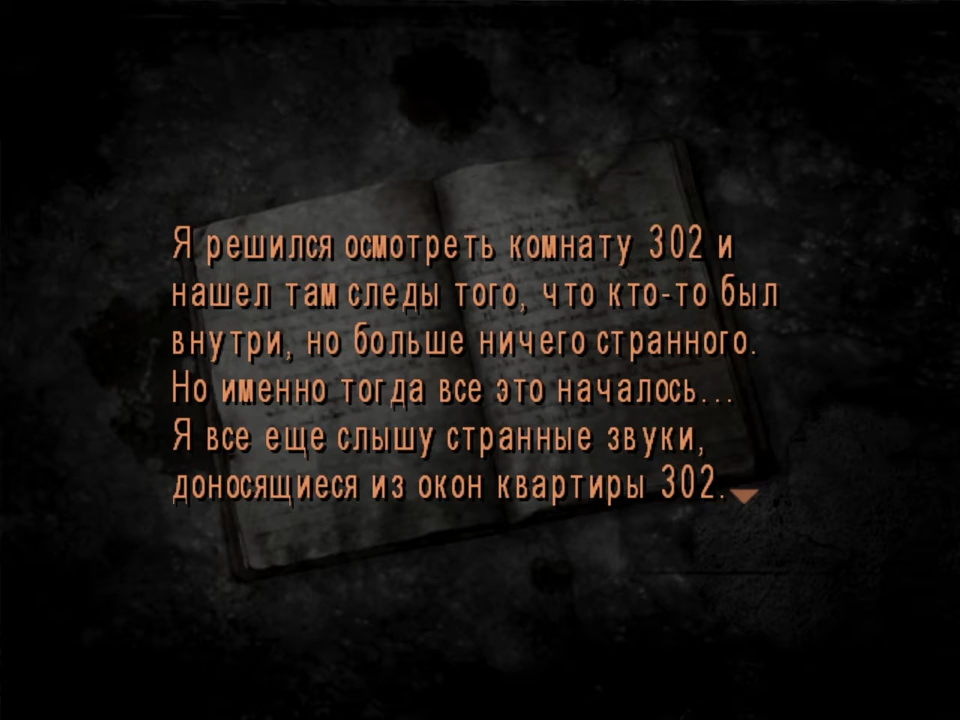 Я решился осмотреть комнату 302 и
нашел там следы того, что кто-то был
внутри, но больше ничего странного.
Но именно тогда все это началось...
Я все еще слышу странные звуки,
доносящиеся из окон квартиры 302.